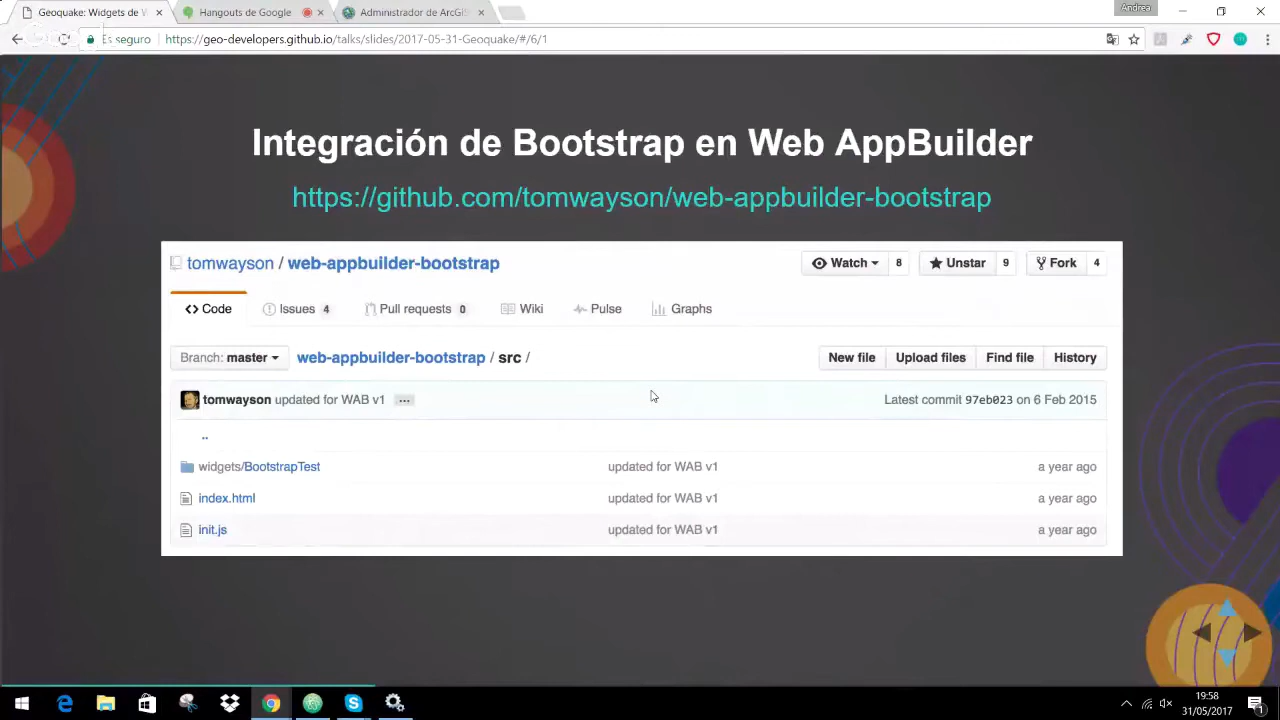 Geoquake: Widgets de W
Hangouts de Google
Administrador de ArcGIS
Andrea
Es seguro
https://geo-developers.github.io/talks/slides/2017-05-31-Geoquake/#/6/1
Integración de Bootstrap en Web AppBuilder
https://github.com/tomwayson/web-appbuilder-bootstrap
tomwayson / web-appbuilder-bootstrap
Watch 8 Unstar 9 Fork 4
Code Issues 4 Pull requests 0 Wiki Pulse Graphs
Branch: master web-appbuilder-bootstrap / src / New file Upload files Find file History
tomwayson updated for WAB v1 ... Latest commit 97eb023 on 6 Feb 2015
..
widgets/BootstrapTest updated for WAB v1 a year ago
index.html updated for WAB v1 a year ago
init.js updated for WAB v1 a year ago
19:58
31/05/2017
1